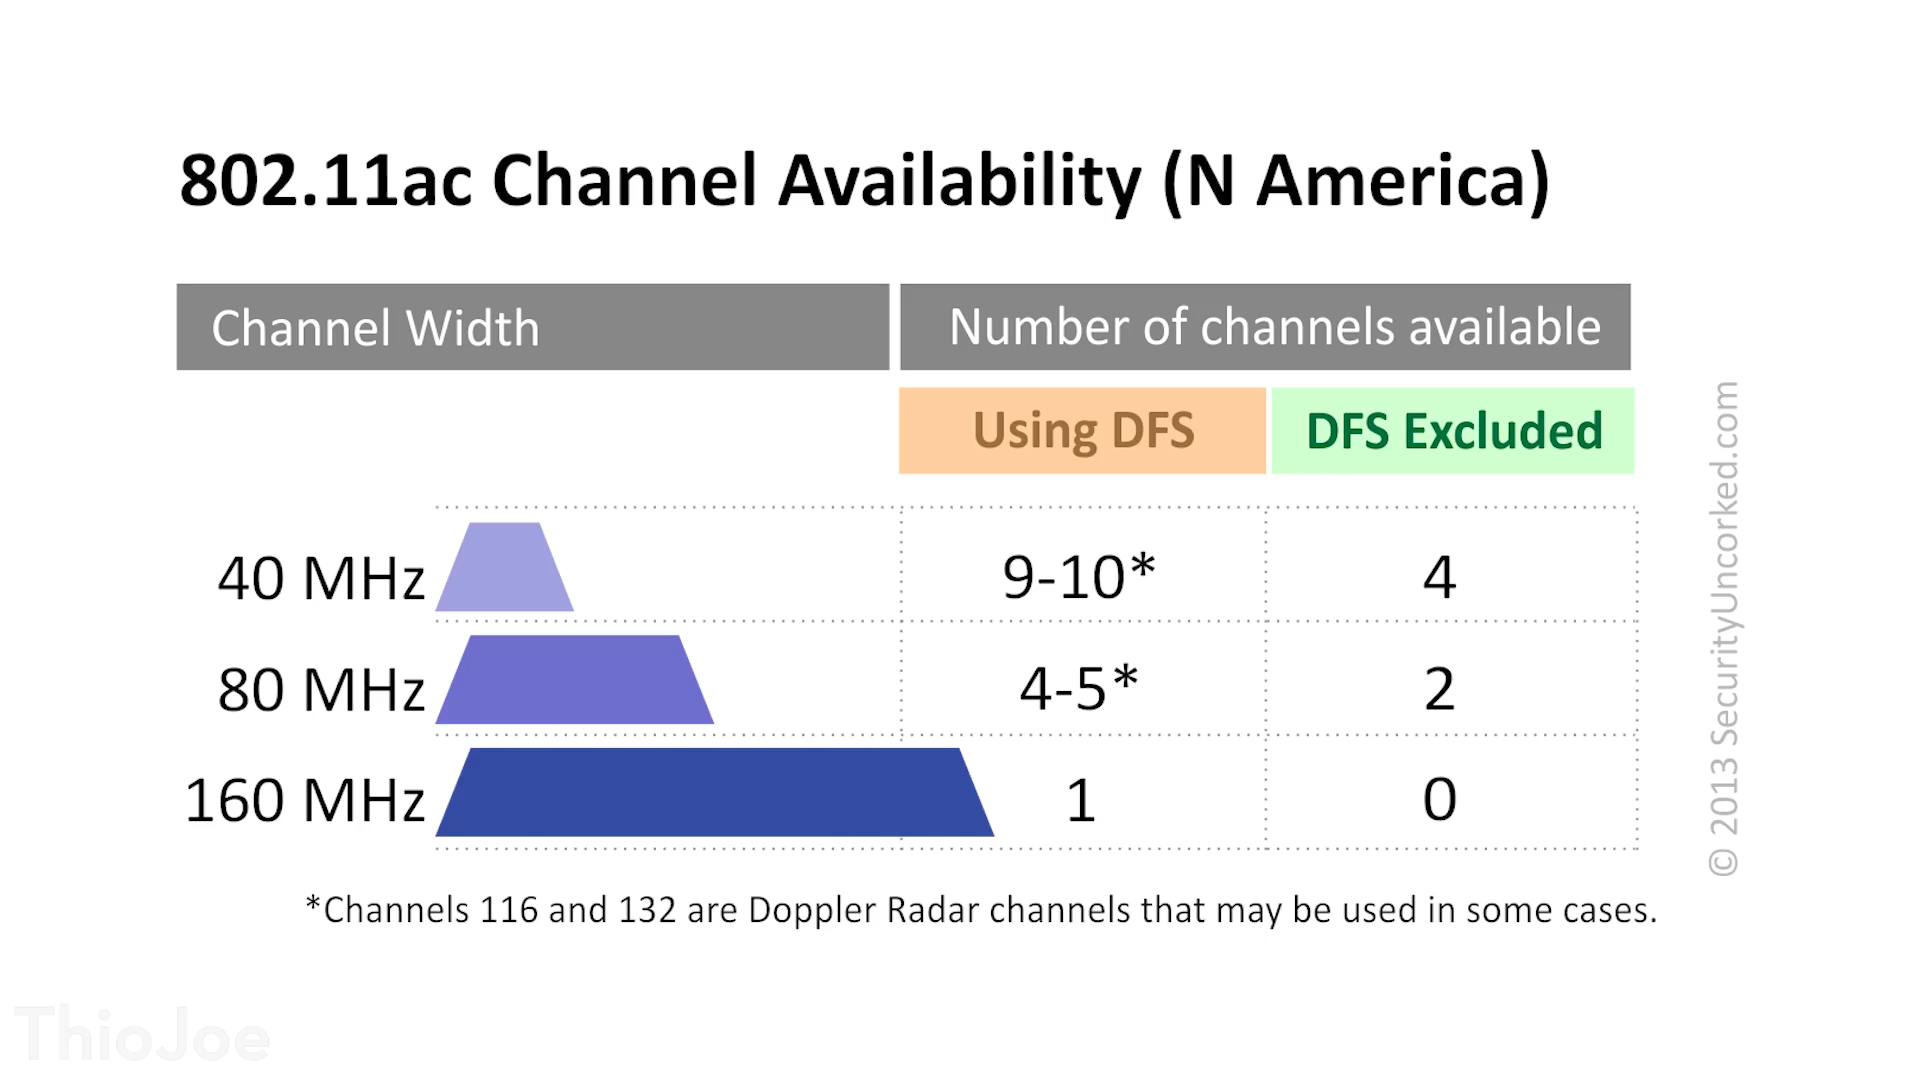 802.11ac Channel Availability (N America)
Channel Width
Number of channels available
Using DFS
DFS Excluded
40 MHz
9-10*
4
80 MHz
4-5*
2
160 MHz
1
0
*Channels 116 and 132 are Doppler Radar channels that may be used in some cases.
© 2013 SecurityUncorked.com
ThioJoe